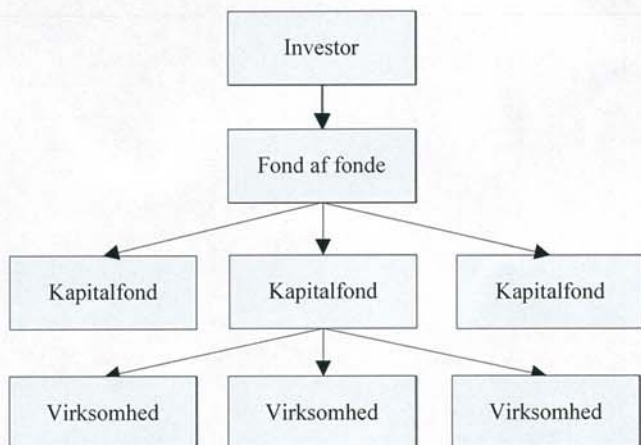 Investor
Fond af fonde
Kapitalfond
Kapitalfond
Kapitalfond
Virksomhed
Virksomhed
Virksomhed